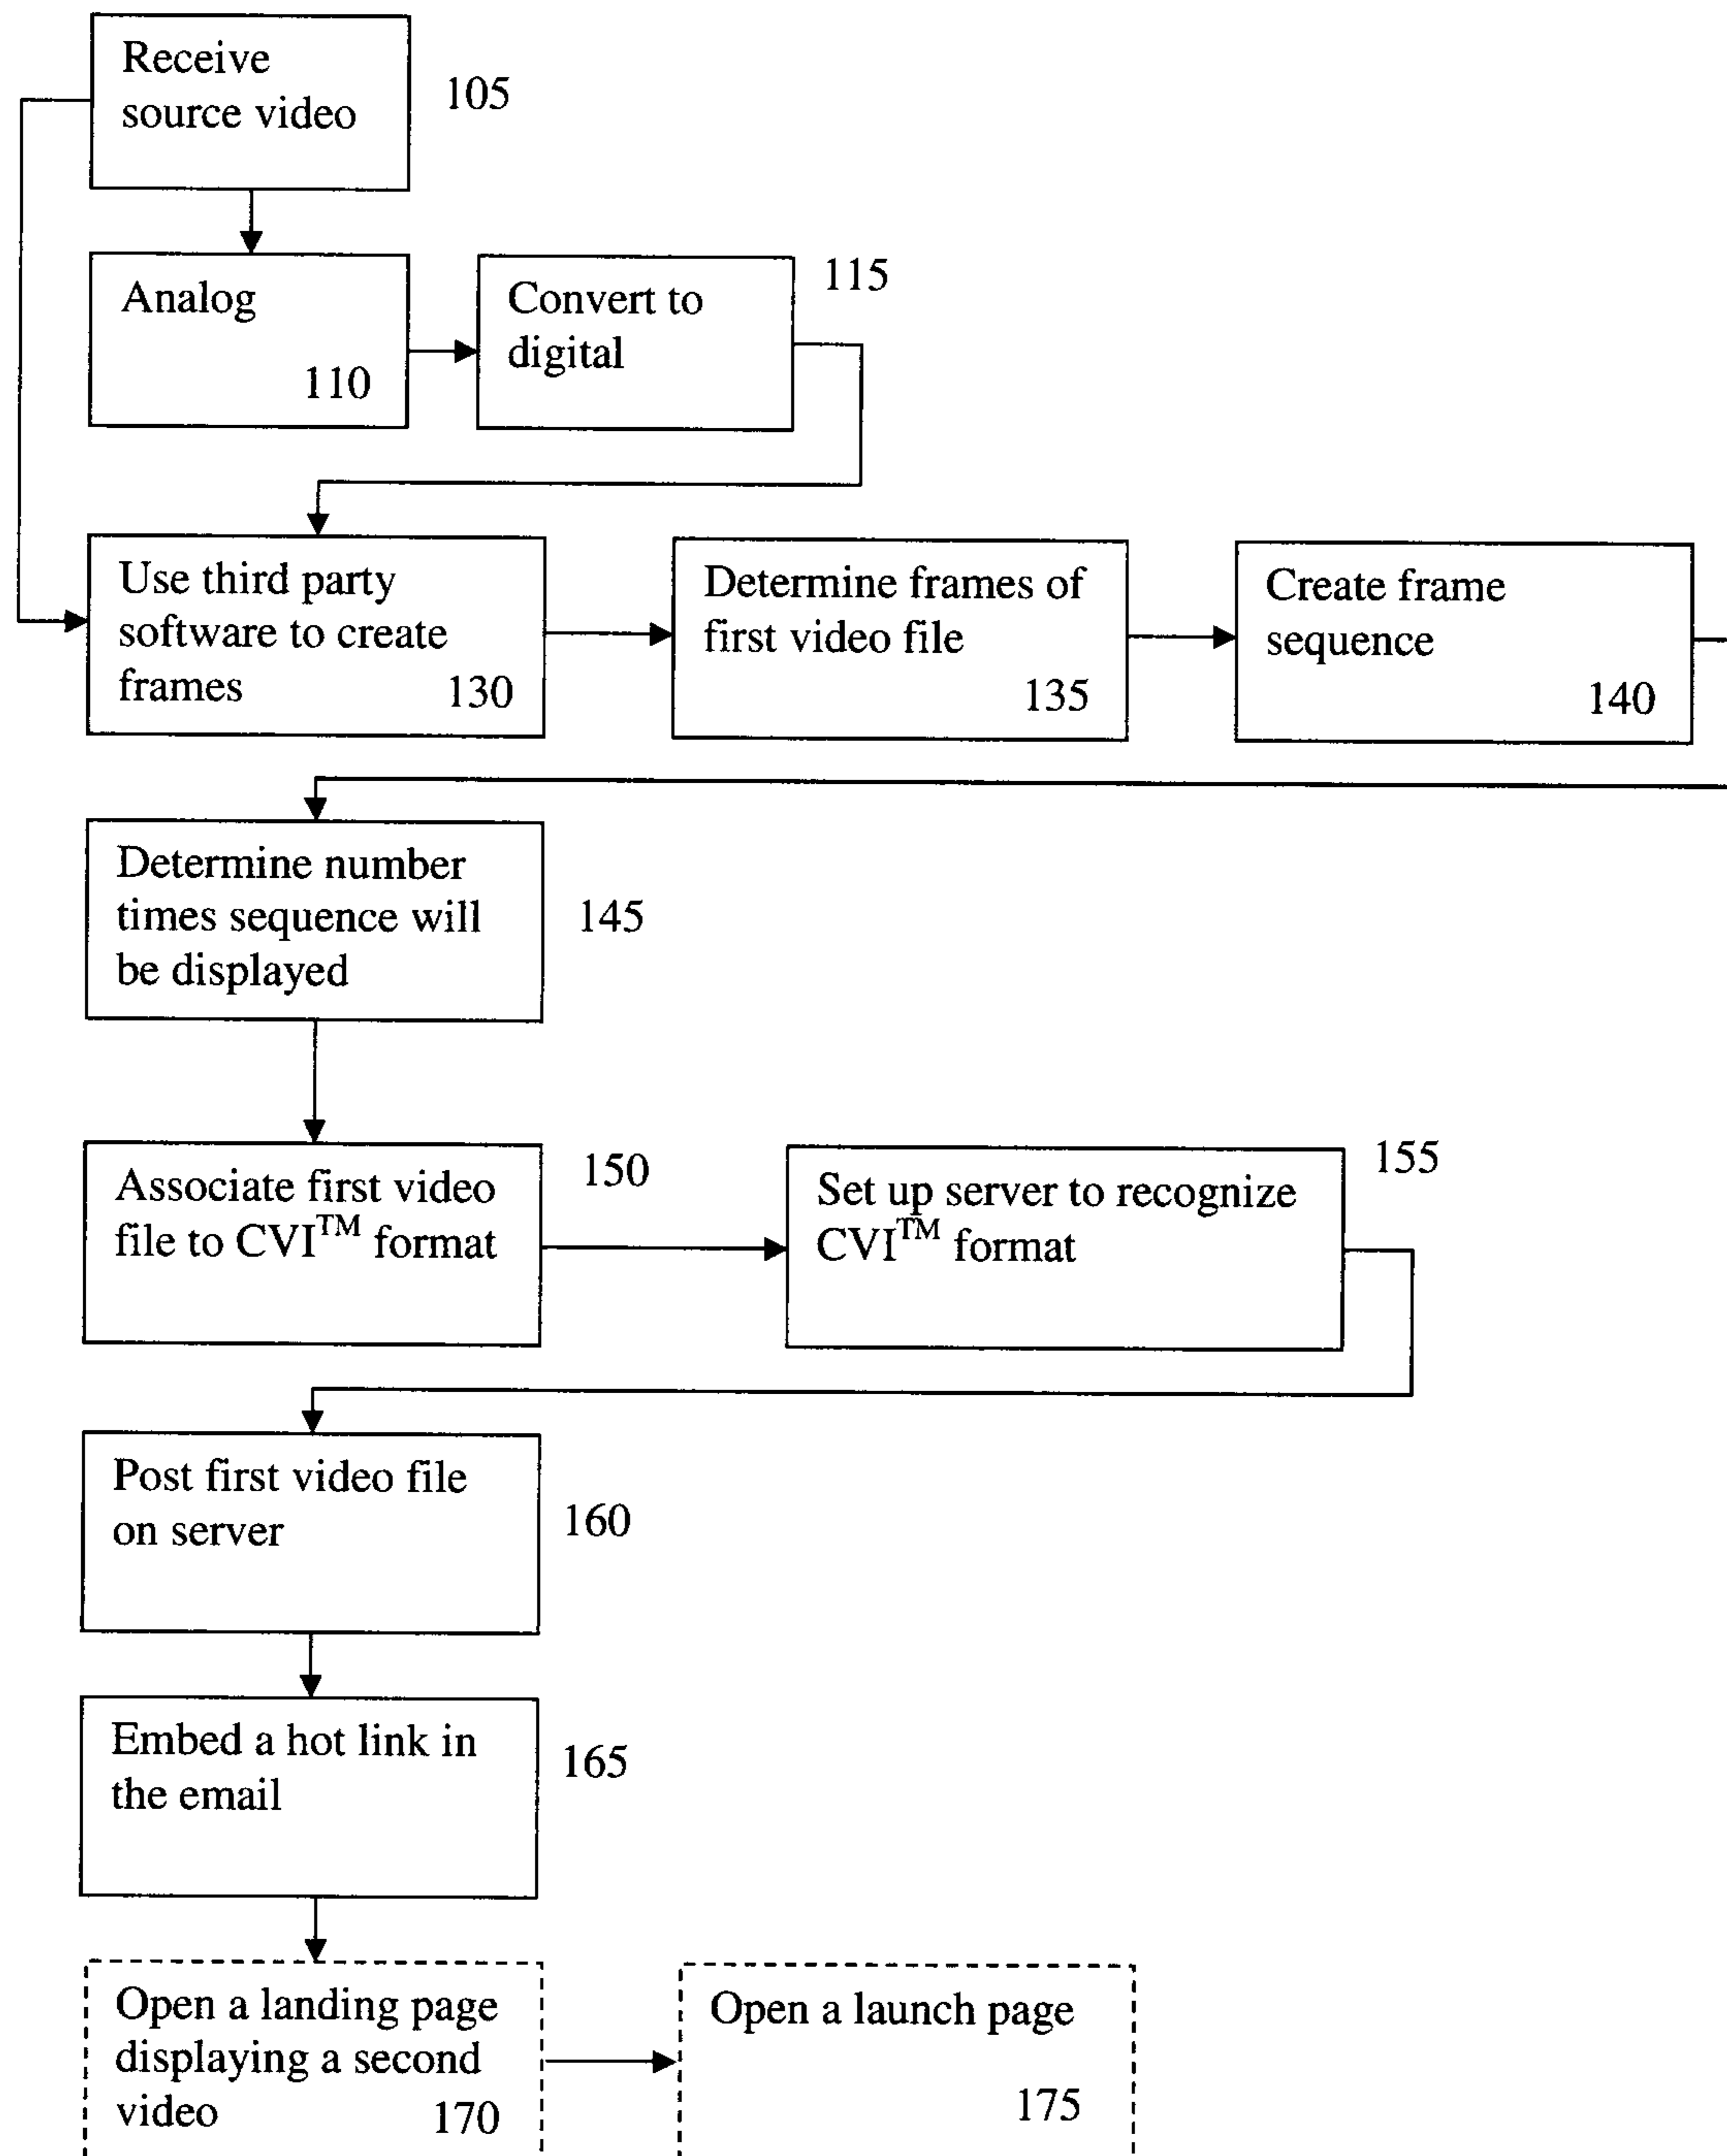 Receive
source video
105
Analog
110
115
Convert to
digital
Use third party
software to create
frames 130
Determine frames of
first video file
135
Create frame
sequence
140
Determine number
times sequence will
be displayed
145
Associate first video
file to CVI™ format
150
Set up server to recognize
CVI™ format
155
Post first video file
on server
160
Embed a hot link in
the email
165
Open a landing page
displaying a second
video 170
Open a launch page
175